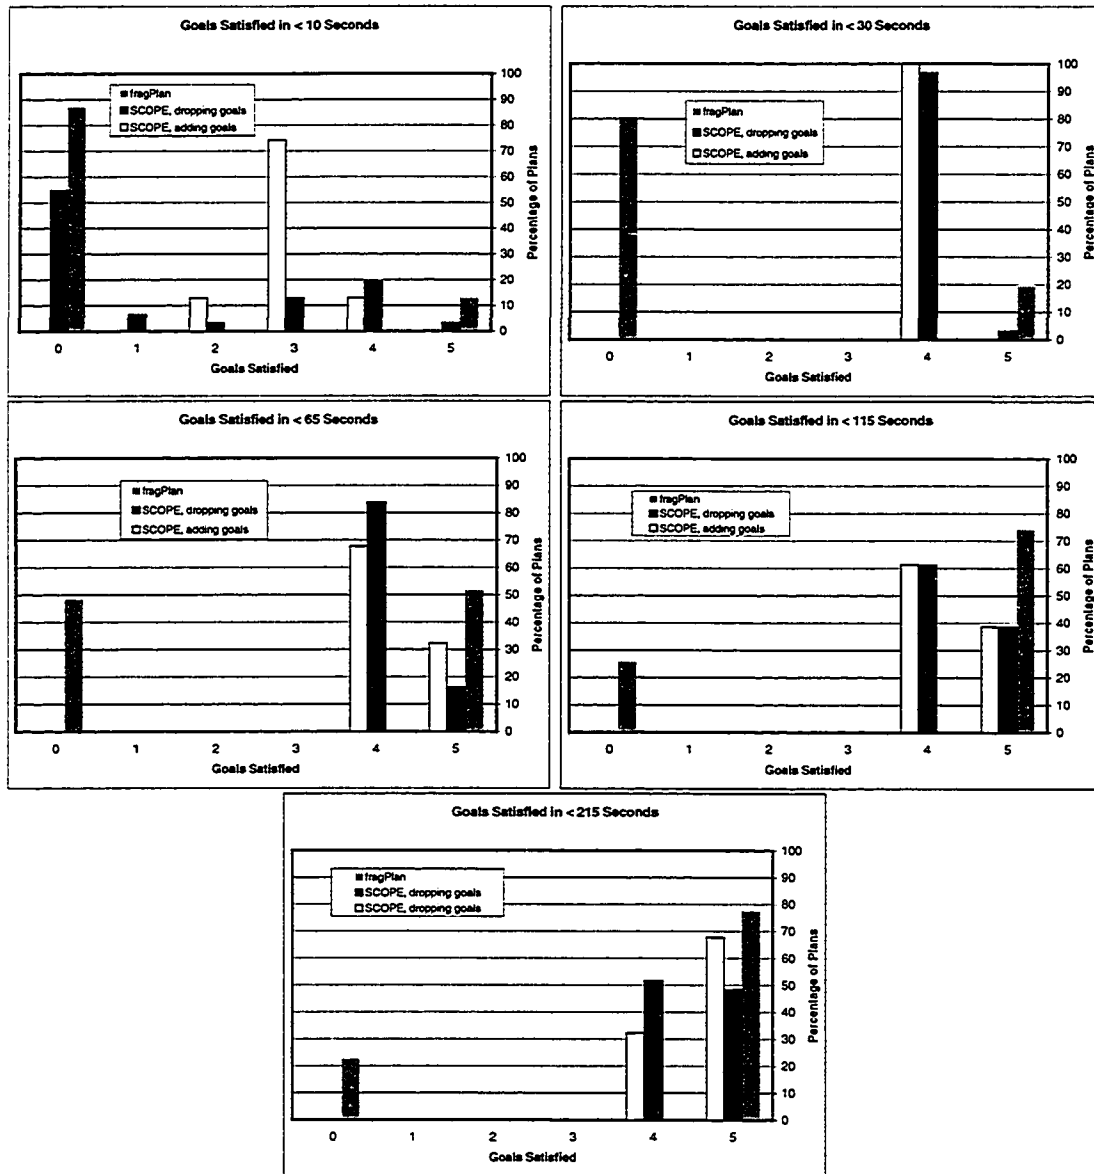 Goals Satisfied in < 10 Seconds
fragPlan
SCOPE, dropping goals
SCOPE, adding goals
100
90
80
70
60
50
40
30
20
10
0
Percentage of Plans
0 1 2 3 4 5
Goals Satisfied
Goals Satisfied in < 30 Seconds
fragPlan
SCOPE, dropping goals
SCOPE, adding goals
100
90
80
70
60
50
40
30
20
10
0
Percentage of Plans
0 1 2 3 4 5
Goals Satisfied
Goals Satisfied in < 65 Seconds
fragPlan
SCOPE, dropping goals
SCOPE, adding goals
100
90
80
70
60
50
40
30
20
10
0
Percentage of Plans
0 1 2 3 4 5
Goals Satisfied
Goals Satisfied in < 115 Seconds
fragPlan
SCOPE, dropping goals
SCOPE, adding goals
100
90
80
70
60
50
40
30
20
10
0
Percentage of Plans
0 1 2 3 4 5
Goals Satisfied
Goals Satisfied in < 215 Seconds
fragPlan
SCOPE, dropping goals
SCOPE, dropping goals
100
90
80
70
60
50
40
30
20
10
0
Percentage of Plans
0 1 2 3 4 5
Goals Satisfied